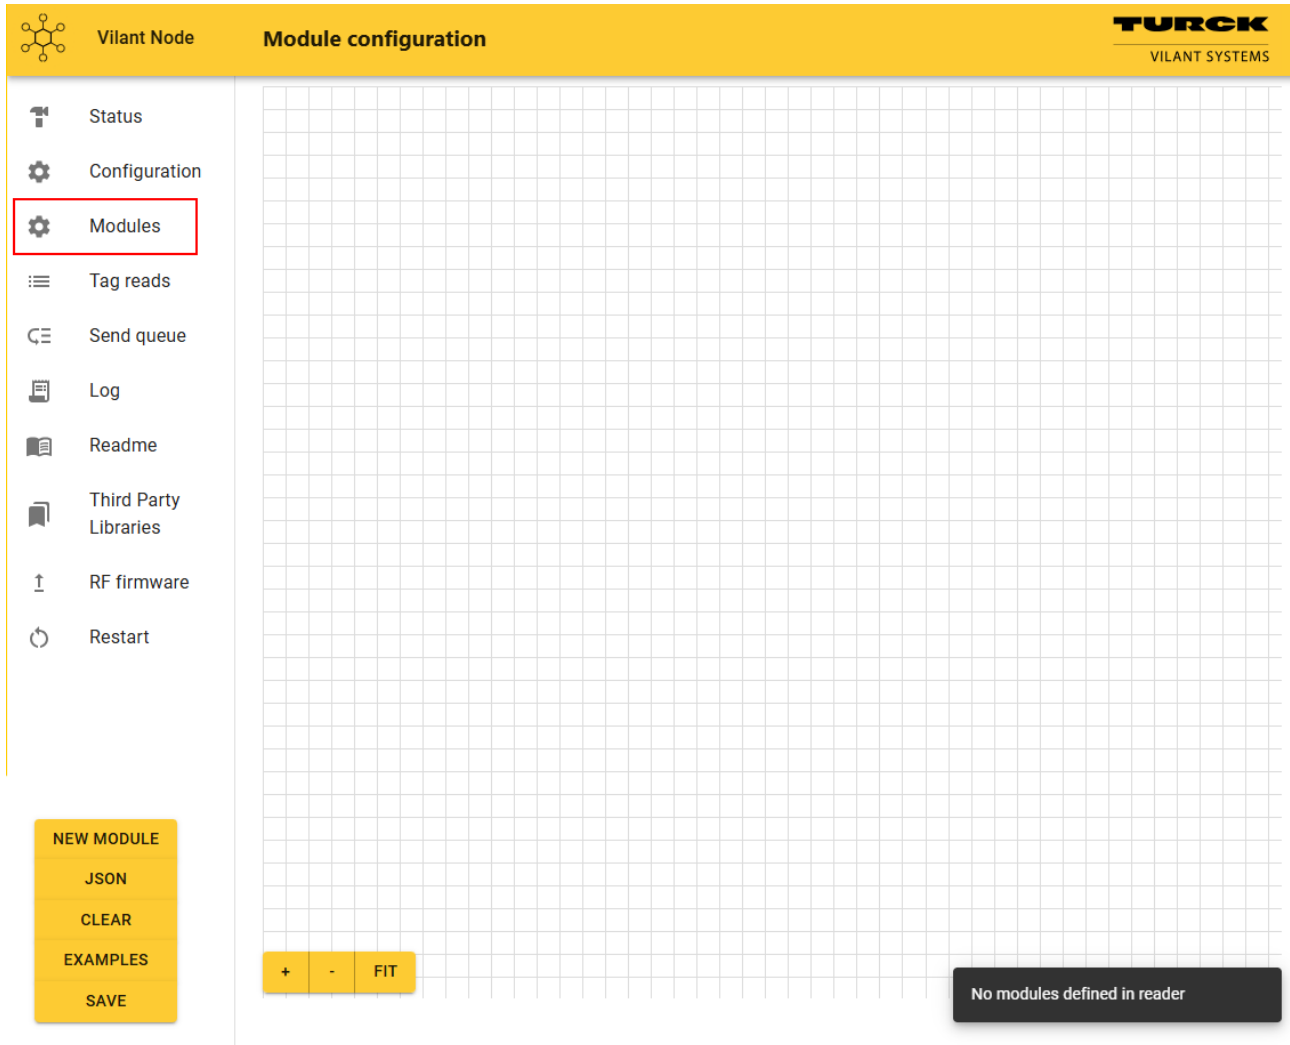 Vilant Node
Module configuration
TURCK
VILANT SYSTEMS
Status
Configuration
Modules
Tag reads
Send queue
Log
Readme
Third Party
Libraries
RF firmware
Restart
NEW MODULE
JSON
CLEAR
EXAMPLES
SAVE
+ - FIT
No modules defined in reader